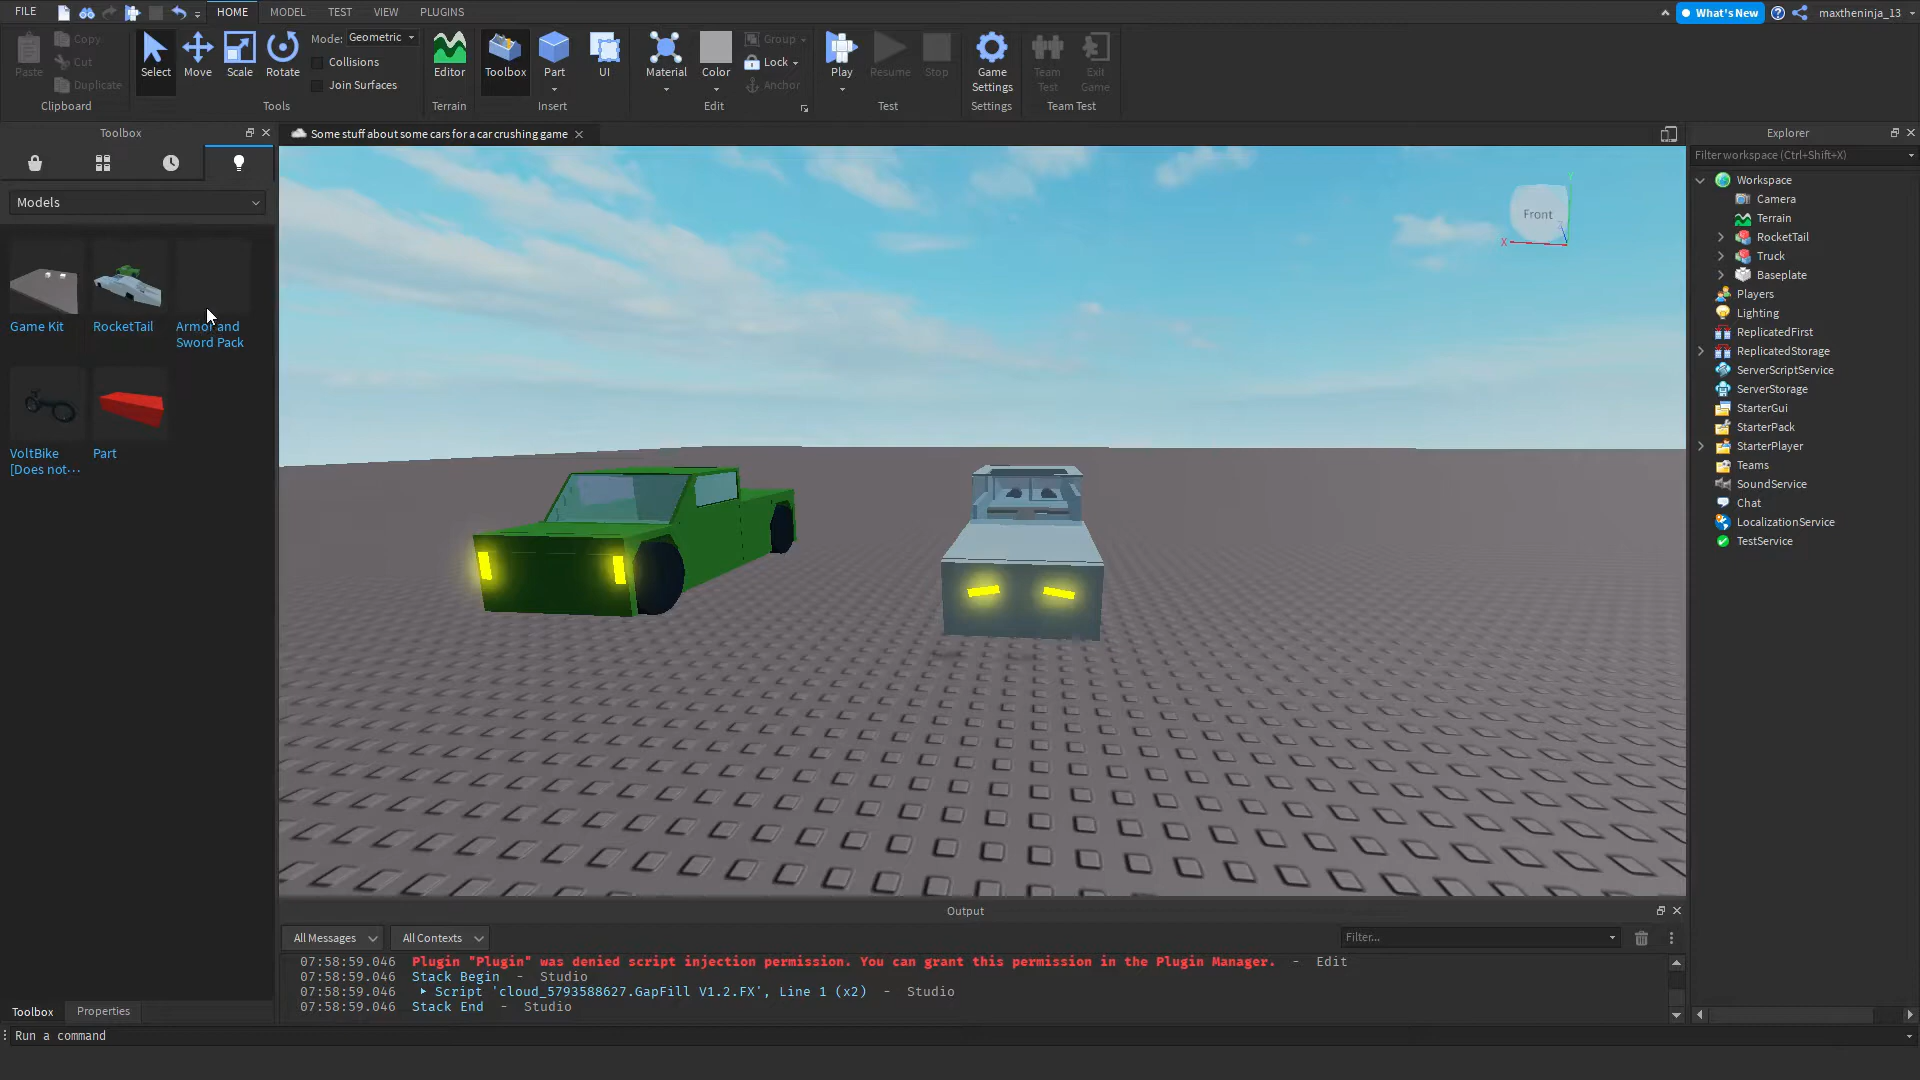 FILE HOME MODEL TEST VIEW PLUGINS What's New maxtheninja_13
Paste Copy Cut Duplicate Clipboard
Select Move Scale Rotate Mode: Geometric Collisions Join Surfaces Tools
Editor Terrain
Toolbox Part UI Insert
Material Color Group Lock Anchor Edit
Play Resume Stop Test
Game Settings Settings
Team Test Exit Game Team Test
Toolbox
Models
Game Kit
RocketTail
Armor and Sword Pack
VoltBike [Does not...
Part
Some stuff about some cars for a car crushing game
Front
X
Y
Explorer
Filter workspace (Ctrl+Shift+X)
Workspace
Camera
Terrain
RocketTail
Truck
Baseplate
Players
Lighting
ReplicatedFirst
ReplicatedStorage
ServerScriptService
ServerStorage
StarterGui
StarterPack
StarterPlayer
Teams
SoundService
Chat
LocalizationService
TestService
Output
All Messages All Contexts Filter...
07:58:59.046 Plugin "Plugin" was denied script injection permission. You can grant this permission in the Plugin Manager. - Edit
07:58:59.046 Stack Begin - Studio
07:58:59.046 Script 'cloud_5793588627.GapFill V1.2.FX', Line 1 (x2) - Studio
07:58:59.046 Stack End - Studio
Toolbox Properties
Run a command